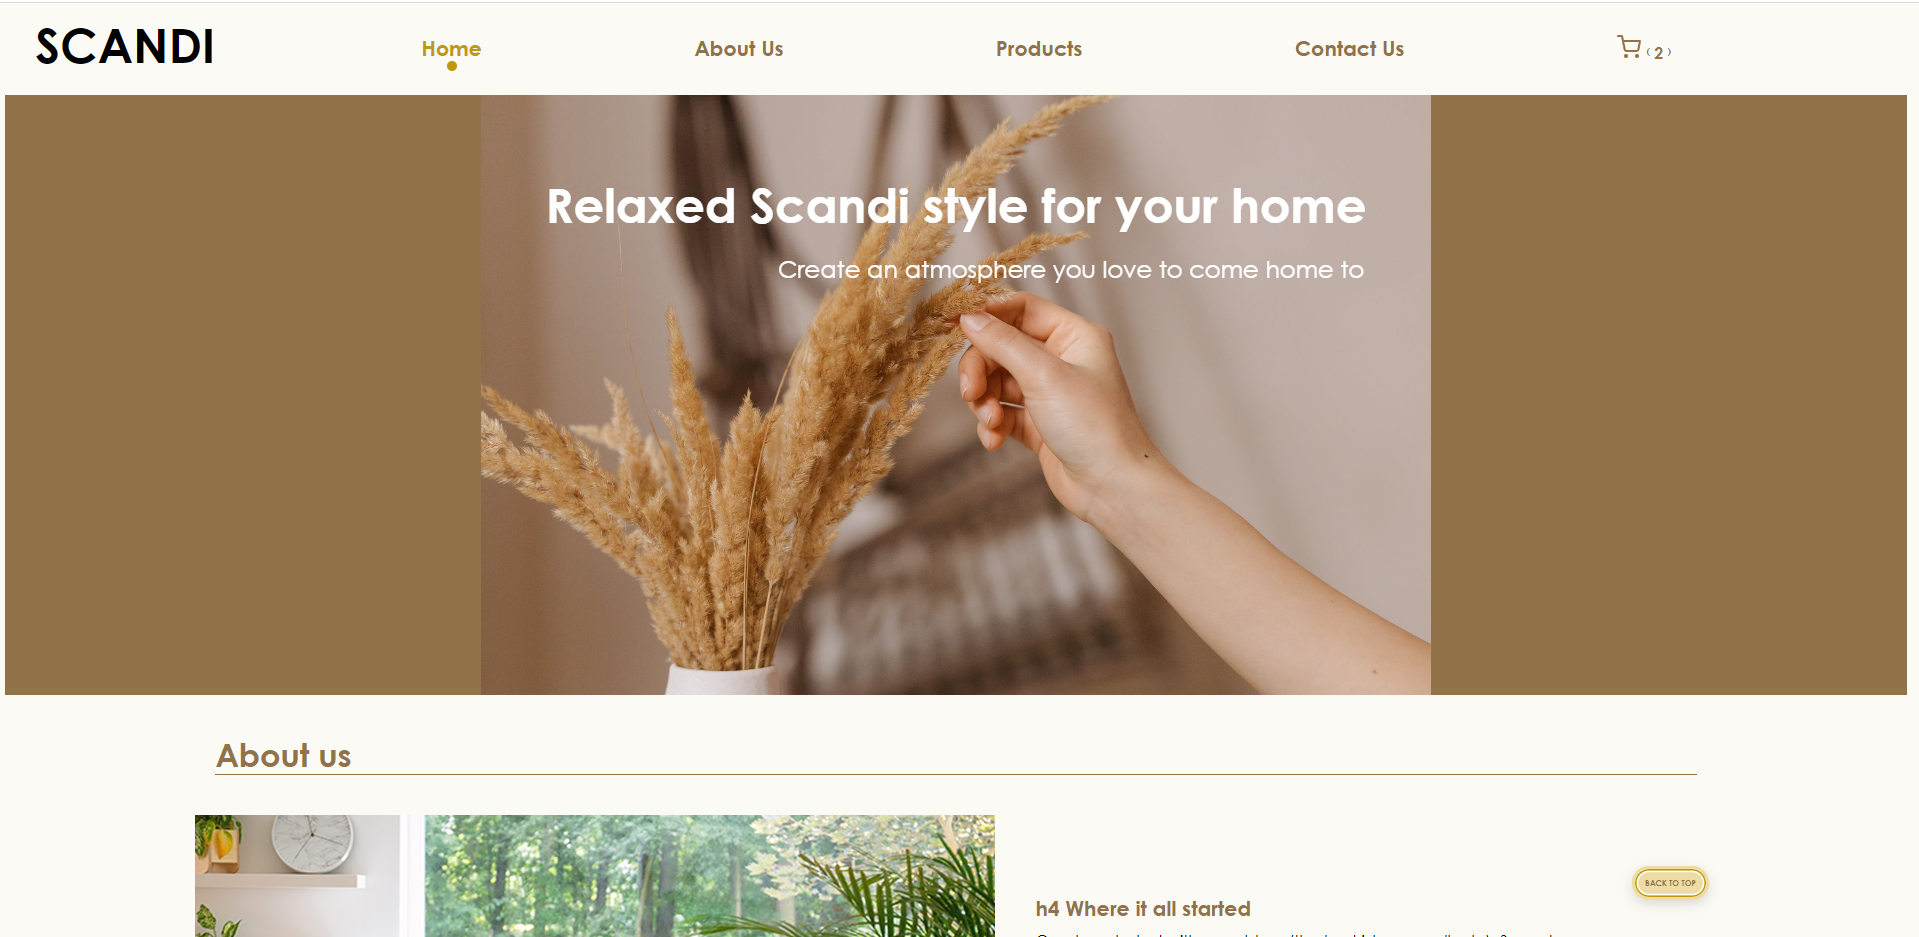 SCANDI
Home
About Us
Products
Contact Us
( 2 )
Relaxed Scandi style for your home
Create an atmosphere you love to come home to
About us
BACK TO TOP
h4 Where it all started